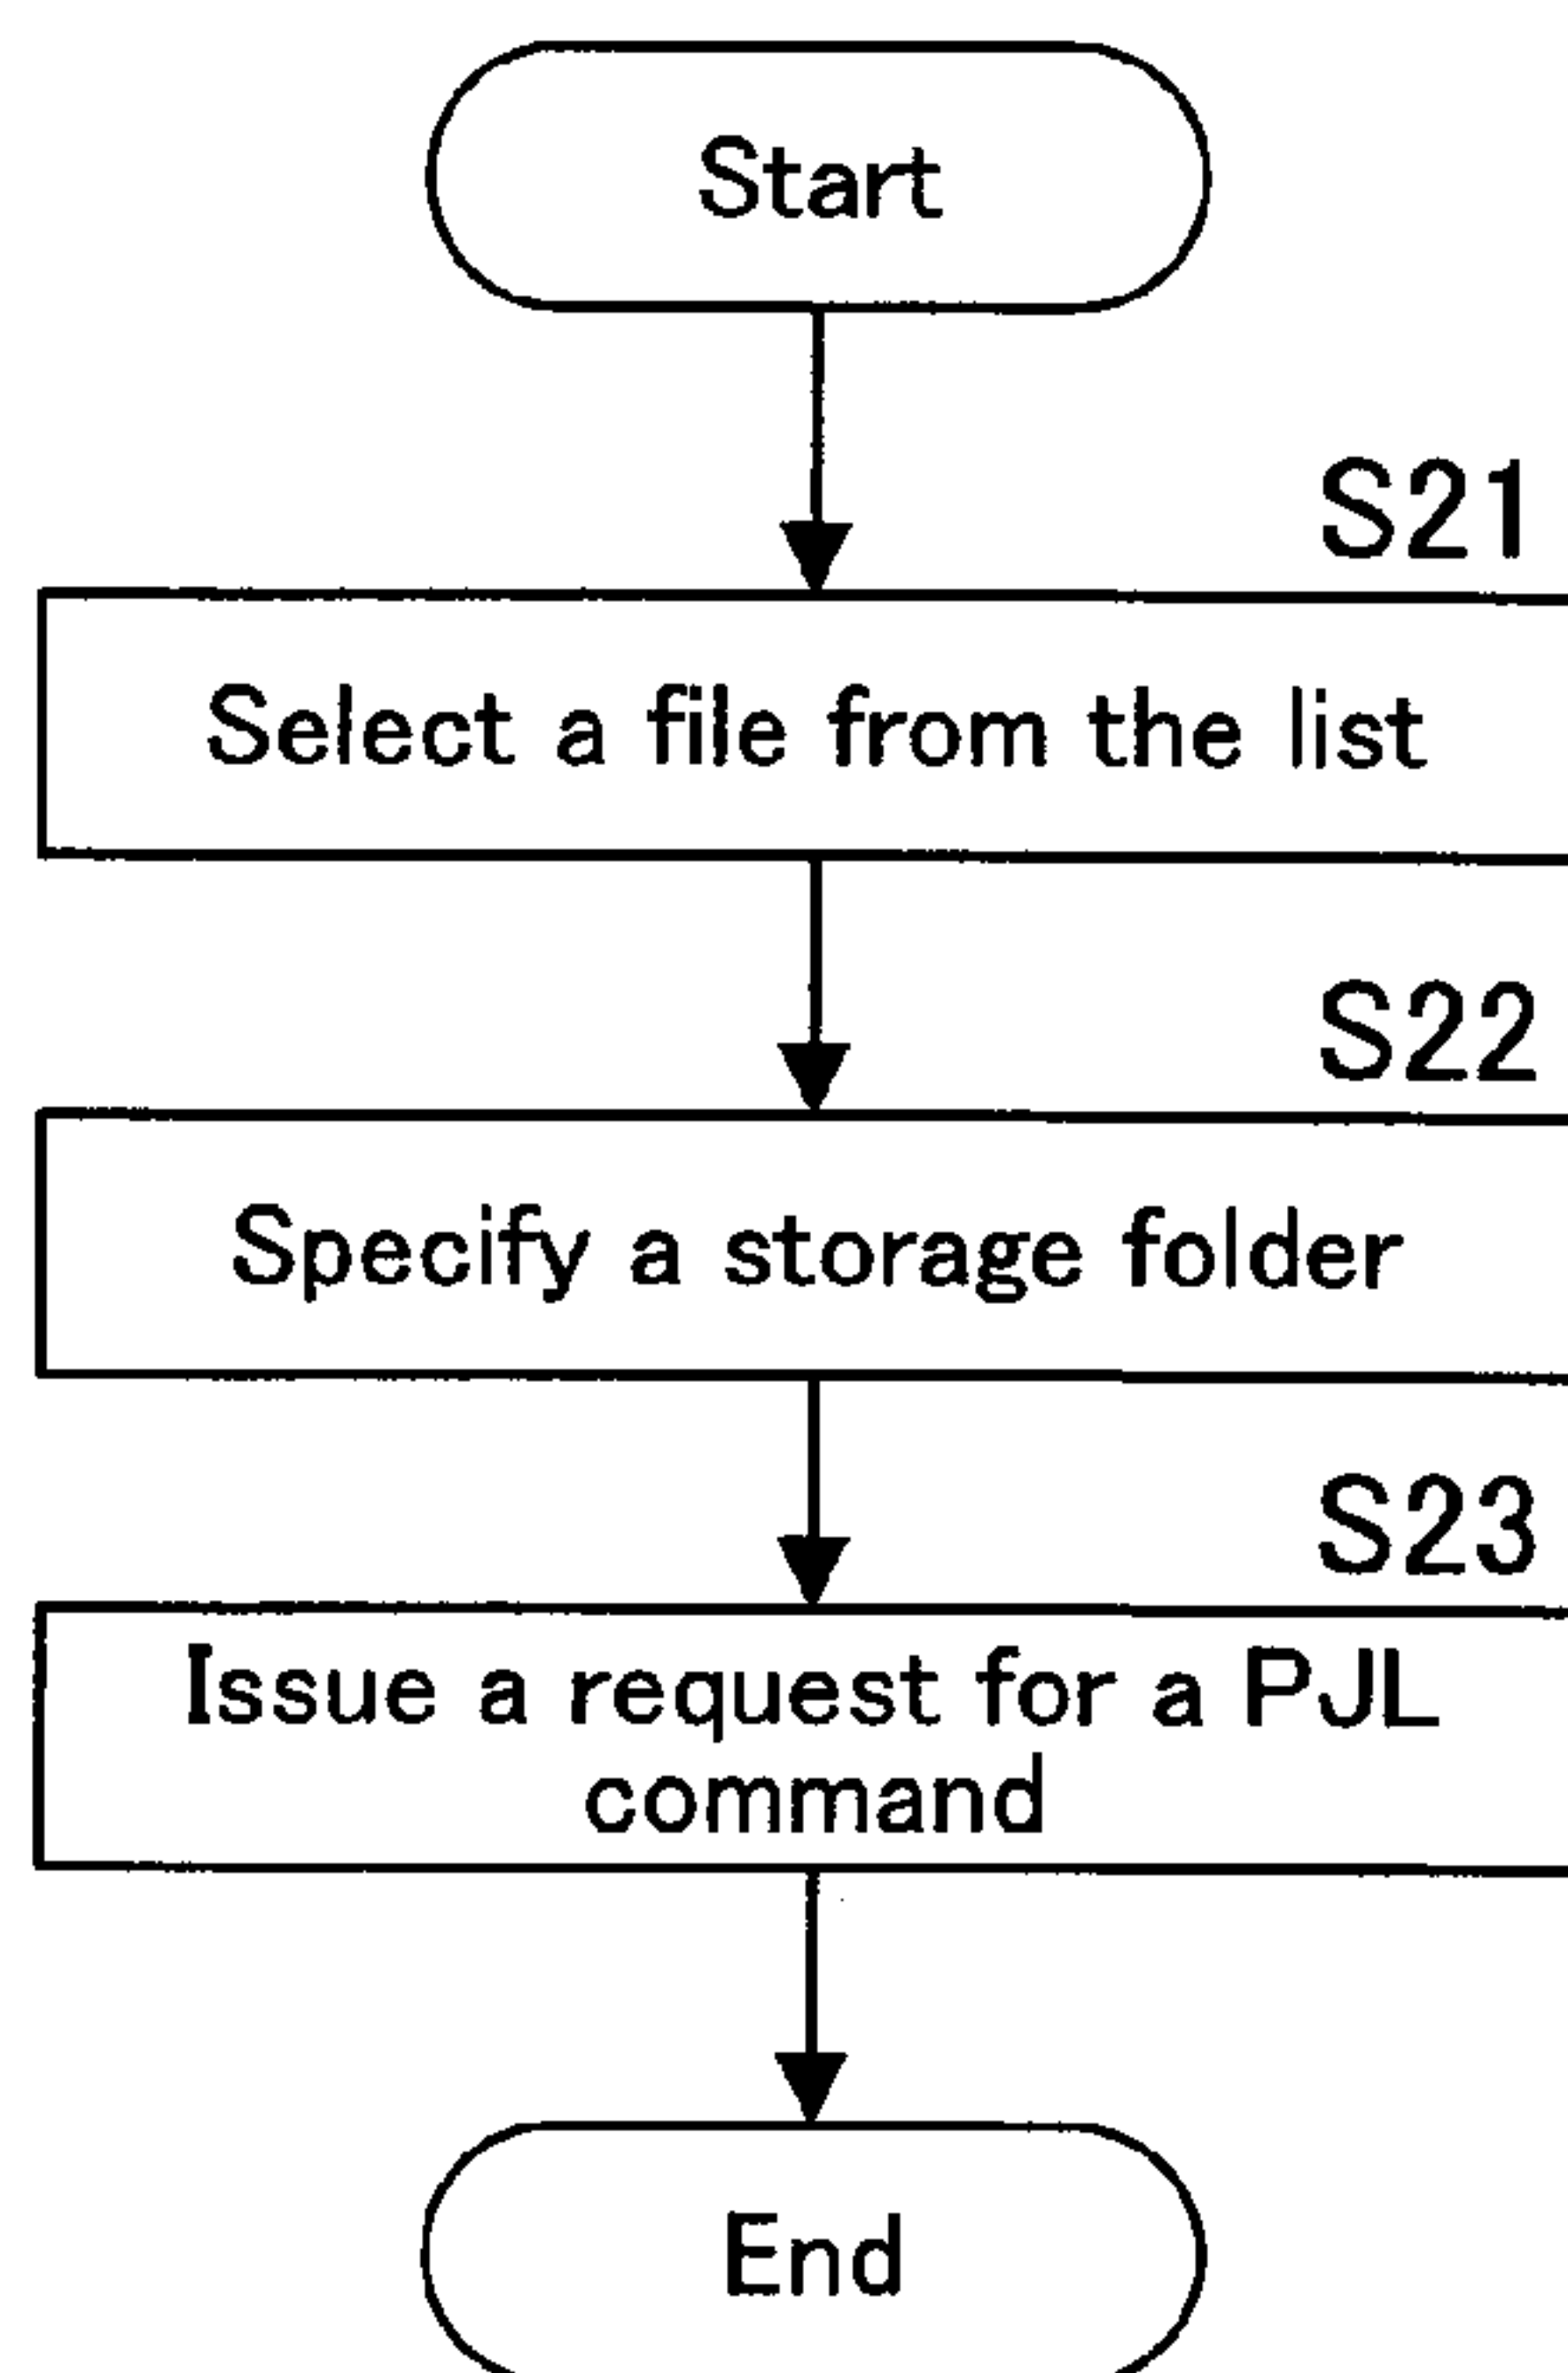 Start
S21
Select a file from the list
S22
Specify a storage folder
S23
Issue a request for a PJL
command
End